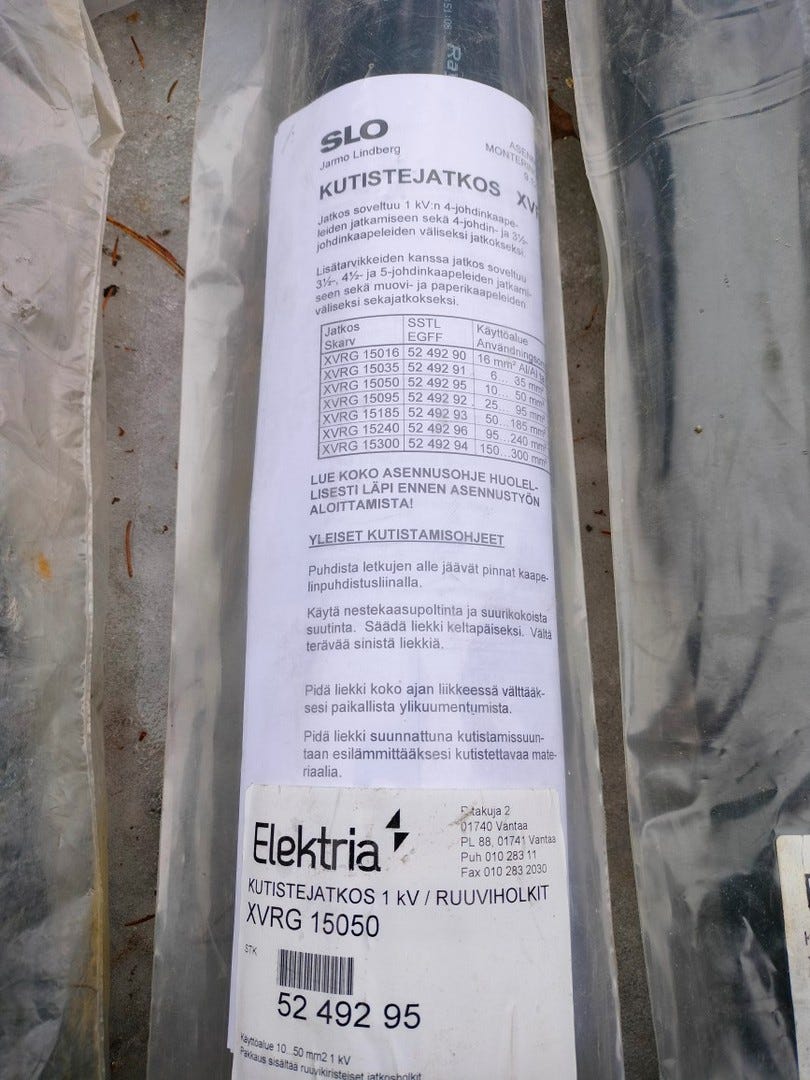 51108
SLO
Jarmo Lindberg
KUTISTEJATKOS
Jatkos soveltuu 1 kV:n 4-johdinkaape-
leiden jatkamiseen sekä 4-johdin- ja 3½-
johdinkaapeleiden väliseksi jatkokseksi.
Lisätarvikkeiden kanssa jatkos soveltuu
3½-, 4½- ja 5-johdinkaapeleiden jatkami-
seen sekä muovi- ja paperikaapeleiden
väliseksi sekajatkokseksi.
Jatkos SSTL Käyttöalue
Skarv EGFF
XVRG 15016 52 492 90 16 mm² Al/Al
XVRG 15035 52 492 91 6... 35 mm²
XVRG 15050 52 492 95 10... 50 mm²
XVRG 15095 52 492 92 25... 95 mm²
XVRG 15185 52 492 93 50...185 mm²
XVRG 15240 52 492 96 95...240 mm²
XVRG 15300 52 492 94 150...300 mm²
LUE KOKO ASENNUSOHJE HUOLEL-
LISESTI LÄPI ENNEN ASENNUSTYÖN
ALOITTAMISTA!
YLEISET KUTISTAMISOHJEET
Puhdista letkujen alle jäävät pinnat kaape-
linpuhdistusliinalla.
Käytä nestekaasupoltinta ja suurikokoista
suutinta. Säädä liekki keltapäiseksi. Vältä
terävää sinistä liekkiä.
Pidä liekki koko ajan liikkeessä välttääk-
sesi paikallista ylikuumentumista.
Pidä liekki suunnattuna kutistamissuun-
taan esilämmittääksesi kutistettavaa mate-
riaalia.
Elektria
2
01740 Vantaa
PL 88, 01741 Vantaa
Puh 010 283 11
Fax 010 283 2030
KUTISTEJATKOS 1 kV / RUUVIHOLKIT
XVRG 15050
STK
52 492 95
Käyttöalue 10...50 mm2 1 kV
Pakkaus sisältää ruuvikiristeiset jatkosholkit